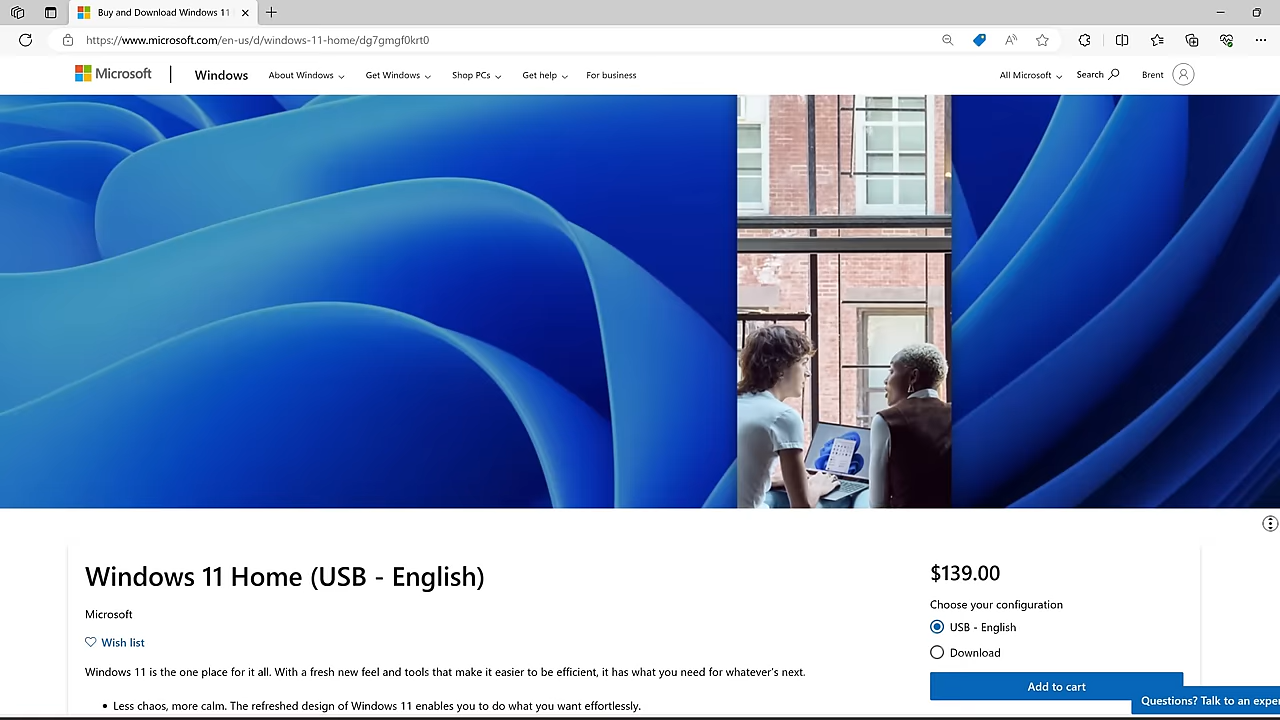 Buy and Download Windows 11
https://www.microsoft.com/en-us/d/windows-11-home/dg7gmgf0krt0
Microsoft
Windows
About Windows
Get Windows
Shop PCs
Get help
For business
All Microsoft
Search
Brent
Windows 11 Home (USB - English)
Microsoft
Wish list
Windows 11 is the one place for it all. With a fresh new feel and tools that make it easier to be efficient, it has what you need for whatever's next.
• Less chaos, more calm. The refreshed design of Windows 11 enables you to do what you want effortlessly.
$139.00
Choose your configuration
USB - English
Download
Add to cart
Questions? Talk to an expe